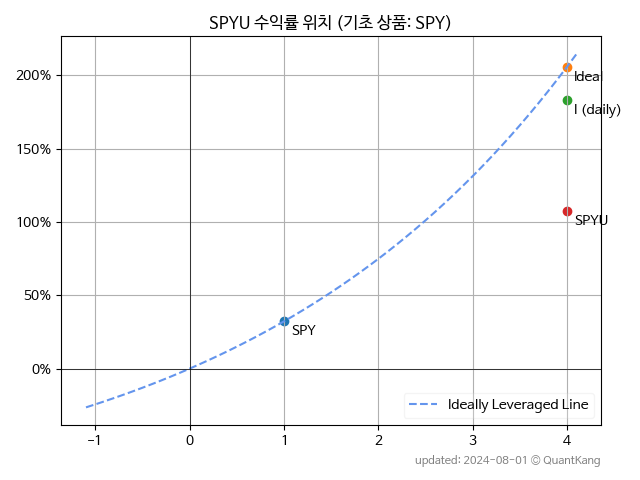 SPYU 수익률 위치 (기초 상품: SPY)
200%
150%
100%
50%
0%
Ideal
I (daily)
SPYU
SPY
Ideally Leveraged Line
−1 0 1 2 3 4
updated: 2024-08-01 © QuantKang